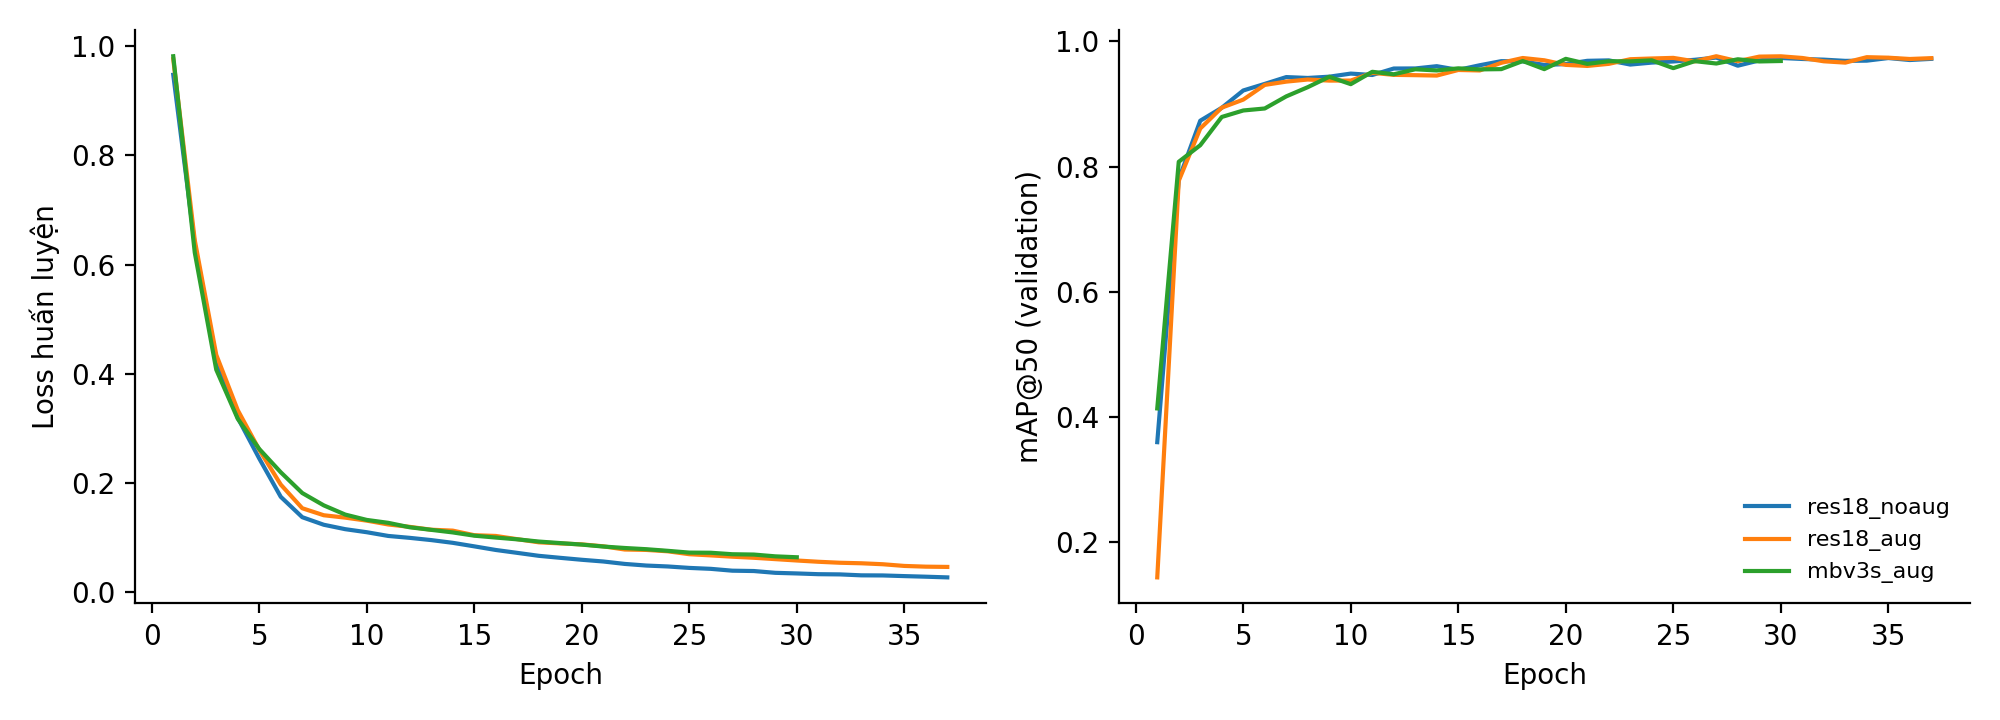 Loss huấn luyện
1.0
0.8
0.6
0.4
0.2
0.0
0 5 10 15 20 25 30 35
Epoch
mAP@50 (validation)
1.0
0.8
0.6
0.4
0.2
res18_noaug
res18_aug
mbv3s_aug
0 5 10 15 20 25 30 35
Epoch